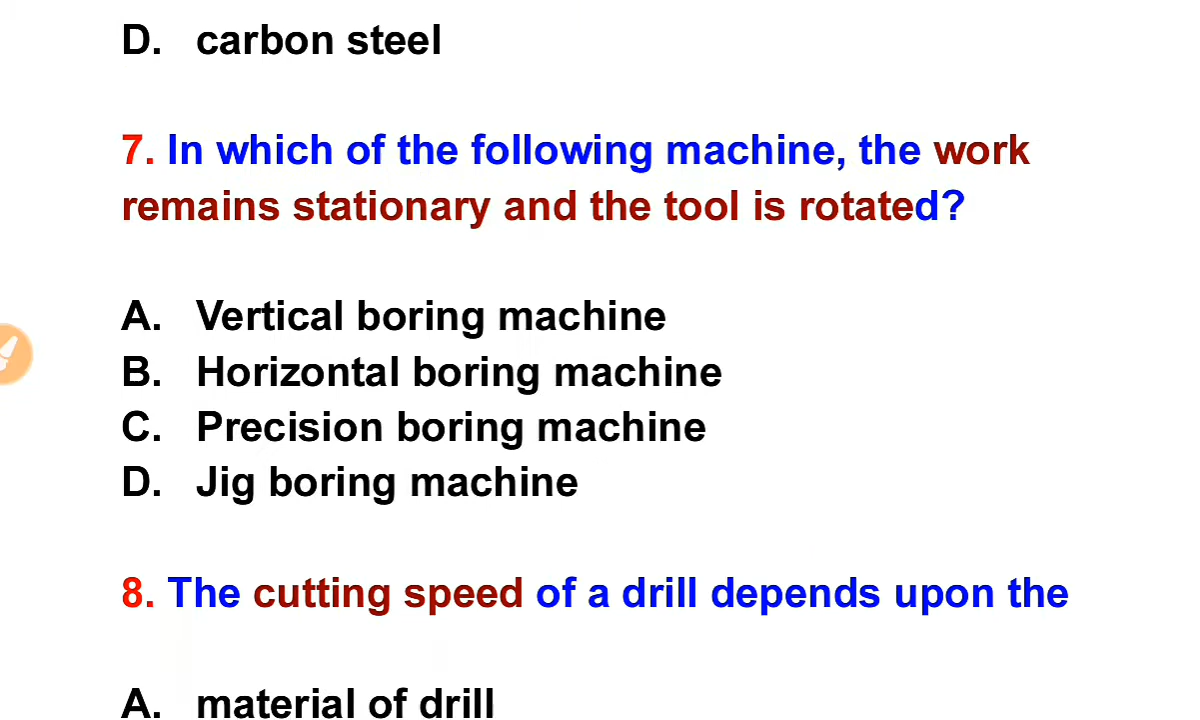 D. carbon steel
7. In which of the following machine, the work
remains stationary and the tool is rotated?
A. Vertical boring machine
B. Horizontal boring machine
C. Precision boring machine
D. Jig boring machine
8. The cutting speed of a drill depends upon the
A. material of drill